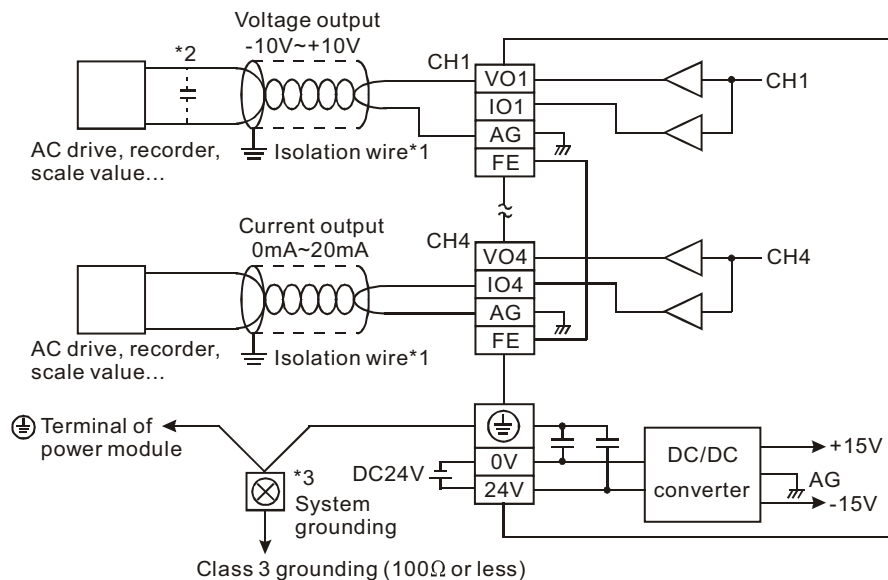 Voltage output
-10V~+10V
*2
CH1
VO1
CH1
IO1
AG
FE
AC drive, recorder,
scale value...
Isolation wire*1
Current output
0mA~20mA
CH4
VO4
CH4
IO4
AG
FE
AC drive, recorder,
scale value...
Isolation wire*1
Terminal of
power module
*3
System
grounding
DC24V
0V
24V
DC/DC
converter
+15V
AG
-15V
Class 3 grounding (100Ω or less)